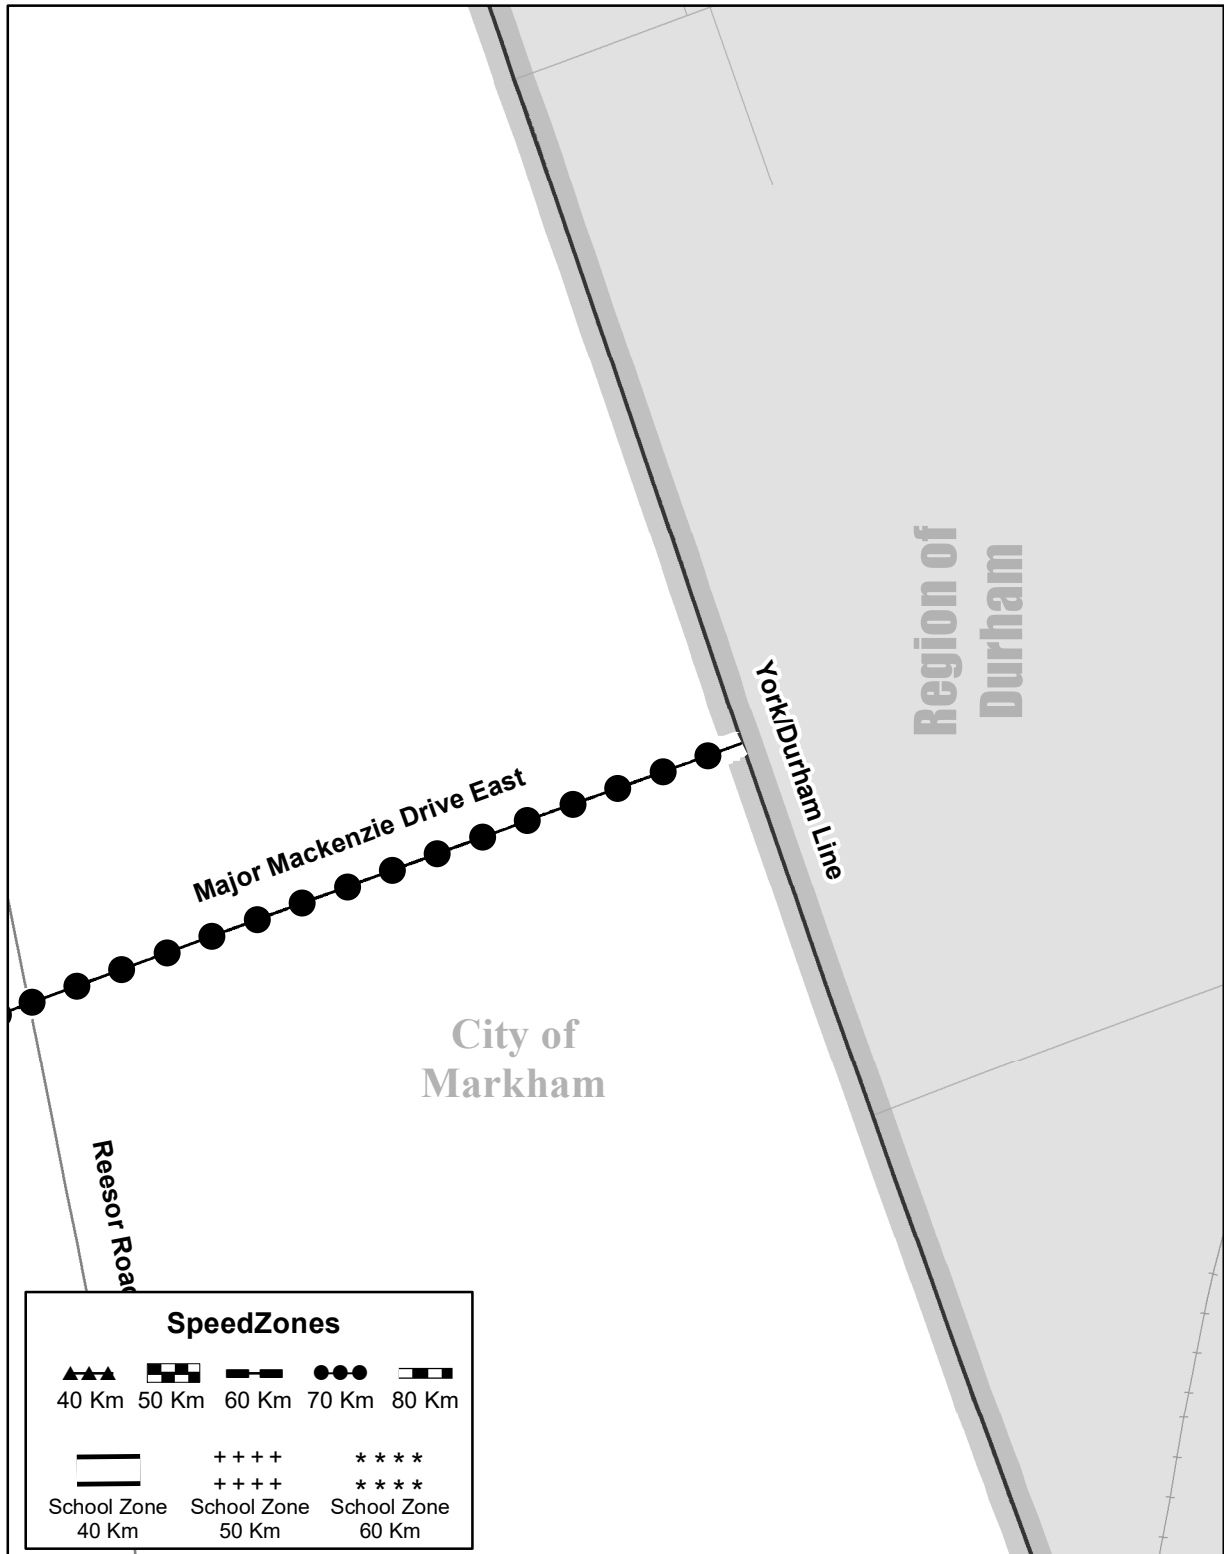 Region of
Durham
York/Durham Line
Major Mackenzie Drive East
City of
Markham
Reesor Road
SpeedZones
40 Km 50 Km 60 Km 70 Km 80 Km
++++ ****
++++ ****
School Zone School Zone School Zone
40 Km 50 Km 60 Km